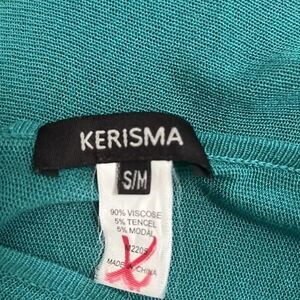 KERISMA
S/M
90% VISCOSE
5% TENCEL
5% MODAL
MADE IN CHINA